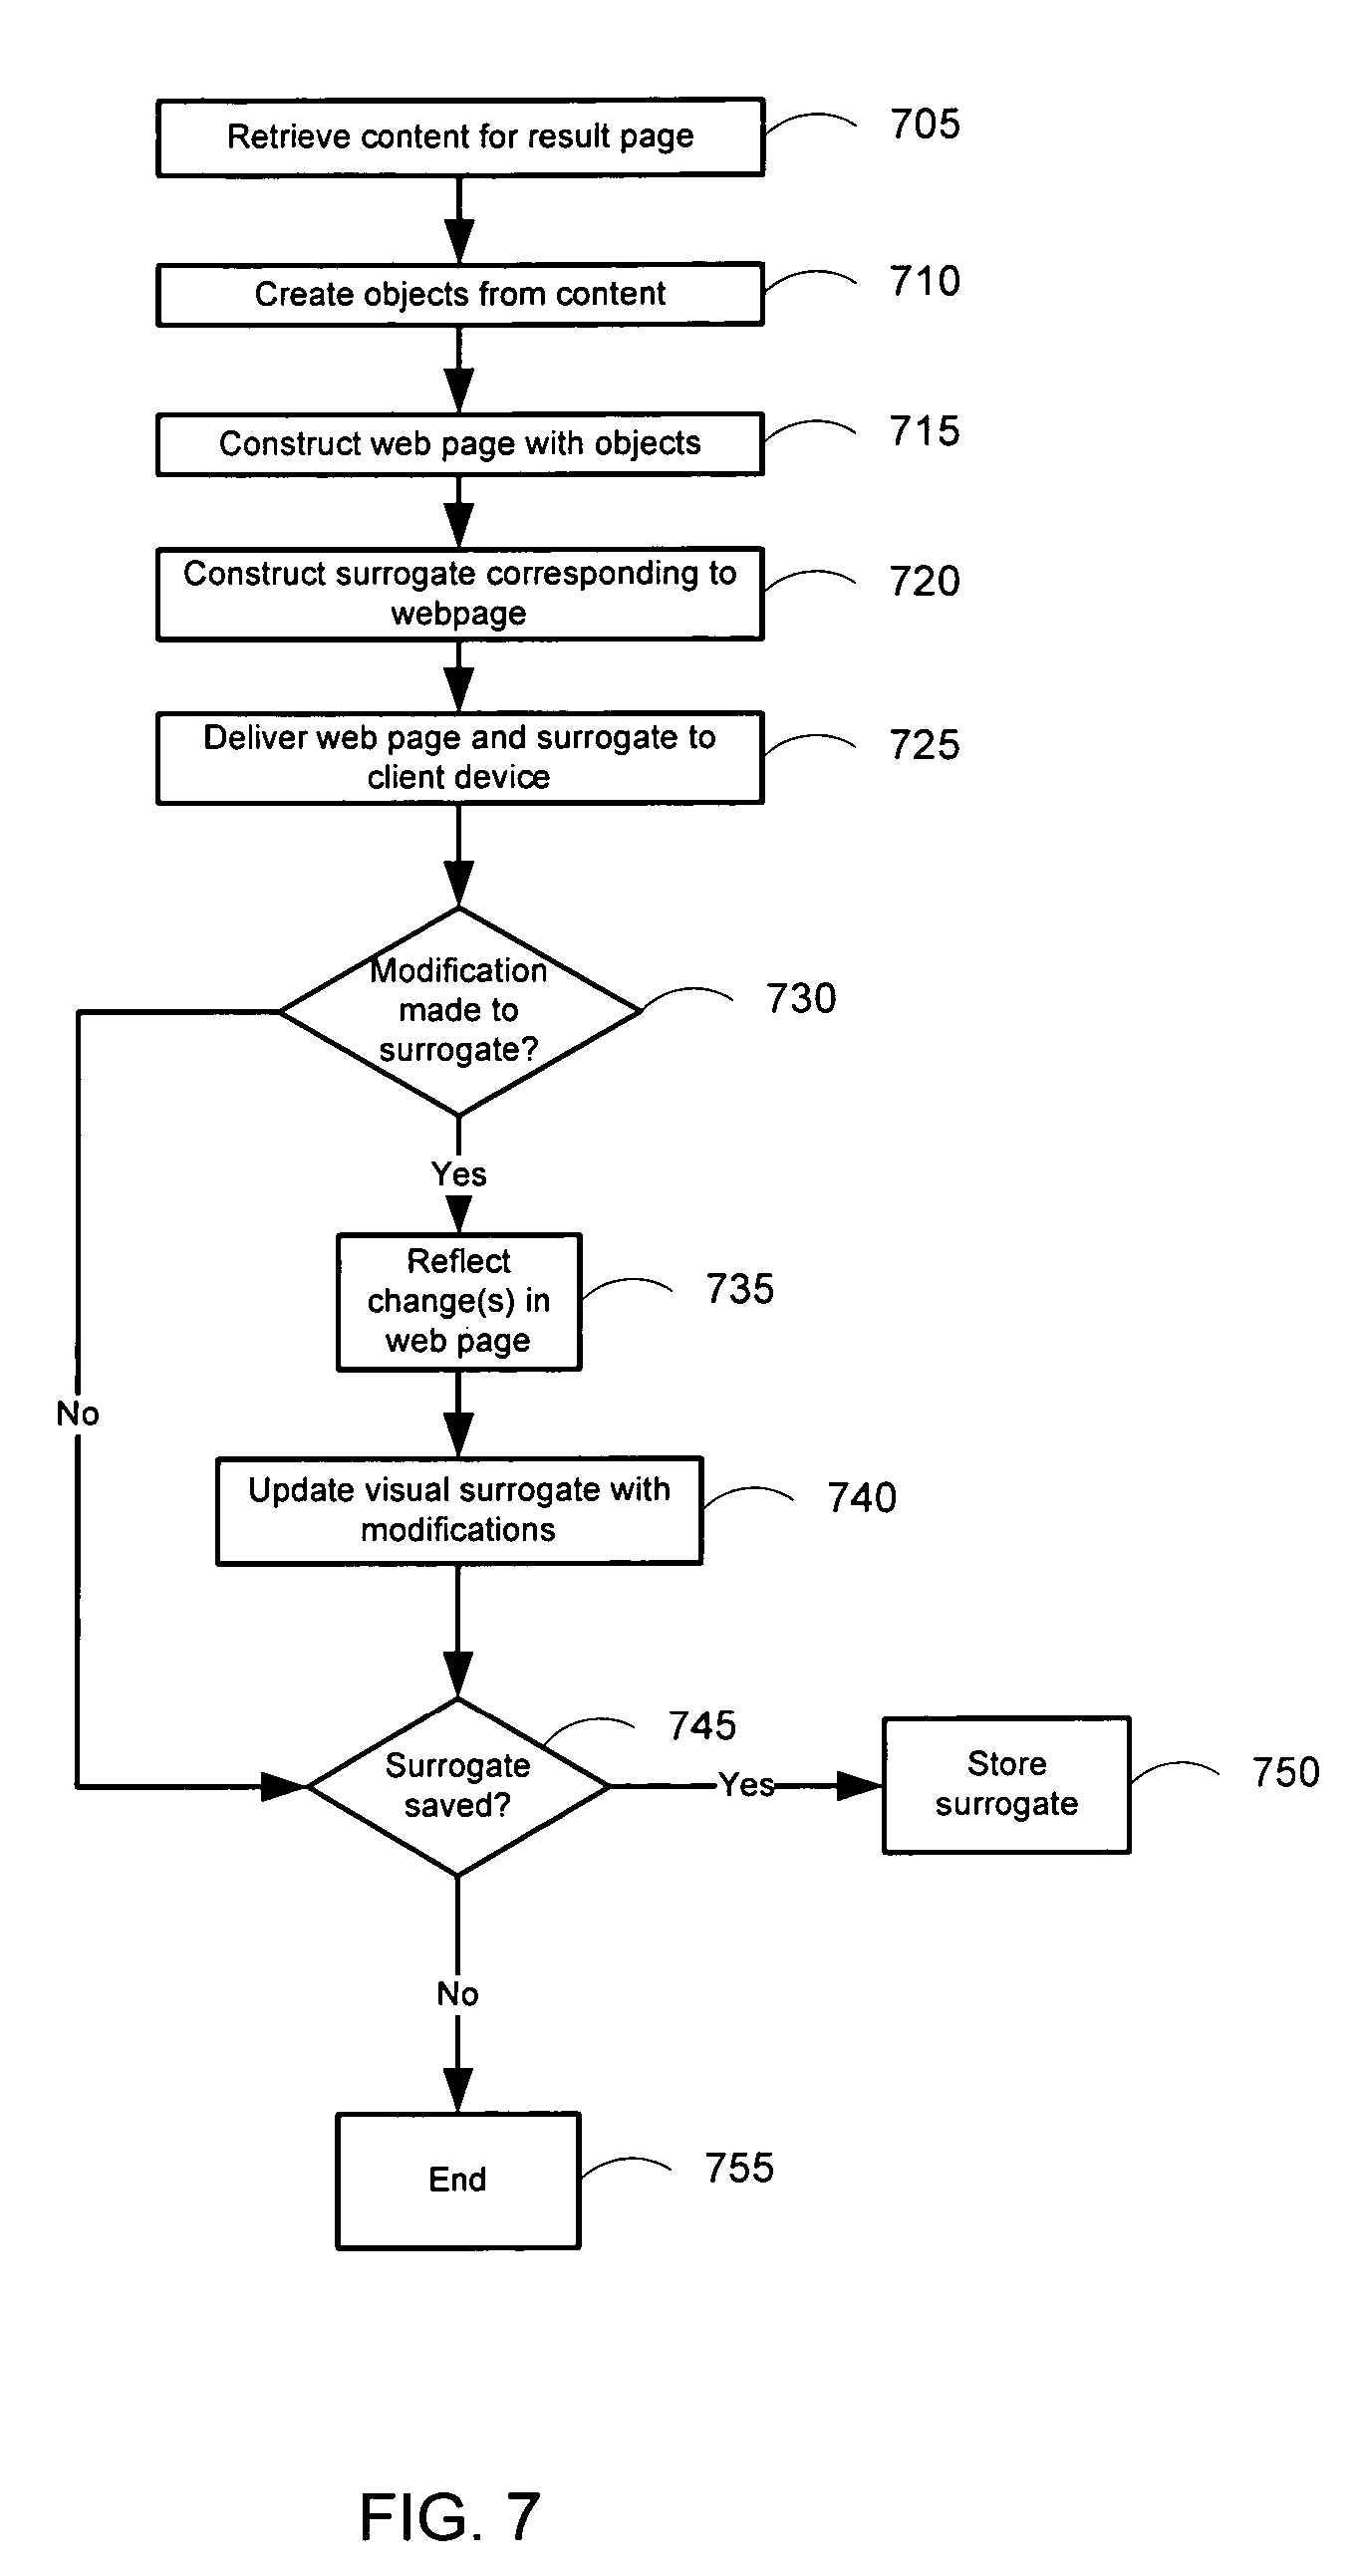 Retrieve content for result page
705
Create objects from content
710
Construct web page with objects
715
Construct surrogate corresponding to
webpage
720
Deliver web page and surrogate to
client device
725
Modification
made to
surrogate?
730
Yes
Reflect
change(s) in
web page
735
No
Update visual surrogate with
modifications
740
Surrogate
saved?
745
Yes
Store
surrogate
750
No
End
755
FIG. 7